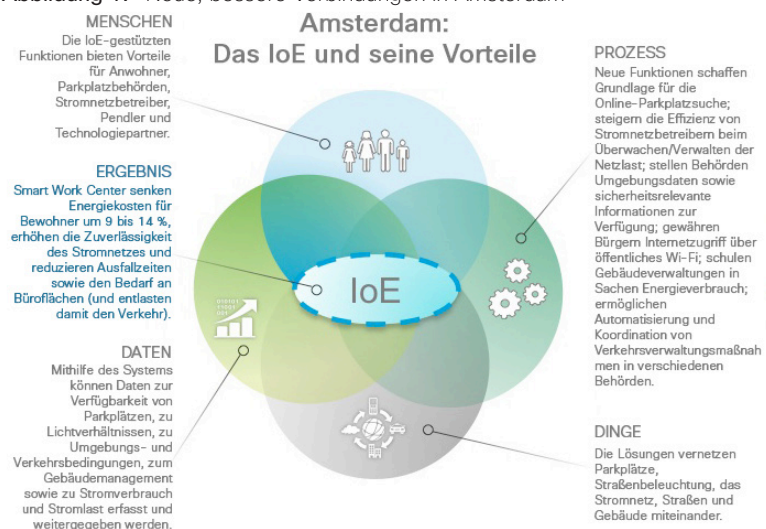 Abbildung 1. Neue, bessere Verbindungen in Amsterdam
Amsterdam:
Das IoE und seine Vorteile
MENSCHEN
Die IoE-gestützten
Funktionen bieten Vorteile
für Anwohner,
Parkplatzbehörden,
Stromnetzbetreiber,
Pendler und
Technologiepartner.
ERGEBNIS
Smart Work Center senken
Energiekosten für
Bewohner um 9 bis 14 %,
erhöhen die Zuverlässigkeit
des Stromnetzes und
reduzieren Ausfallzeiten
sowie den Bedarf an
Büroflächen (und entlasten
damit den Verkehr).
DATEN
Mithilfe des Systems
können Daten zur
Verfügbarkeit von
Parkplätzen, zu
Lichtverhältnissen, zu
Umgebungs- und
Verkehrsbedingungen, zum
Gebäudemanagement
sowie zu Stromverbrauch
und Stromlast erfasst und
weitergegeben werden.
IoE
PROZESS
Neue Funktionen schaffen
Grundlage für die
Online-Parkplatzsuche;
steigern die Effizienz von
Stromnetzbetreibern beim
Überwachen/Verwalten der
Netzlast; stellen Behörden
Umgebungsdaten sowie
sicherheitsrelevante
Informationen zur
Verfügung; gewähren
Bürgern Internetzugriff über
öffentliches Wi-Fi; schulen
Gebäudeverwaltungen in
Sachen Energieverbrauch;
ermöglichen
Automatisierung und
Koordination von
Verkehrsverwaltungsmaßnah
men in verschiedenen
Behörden.
DINGE
Die Lösungen vernetzen
Parkplätze,
Straßenbeleuchtung, das
Stromnetz, Straßen und
Gebäude miteinander.